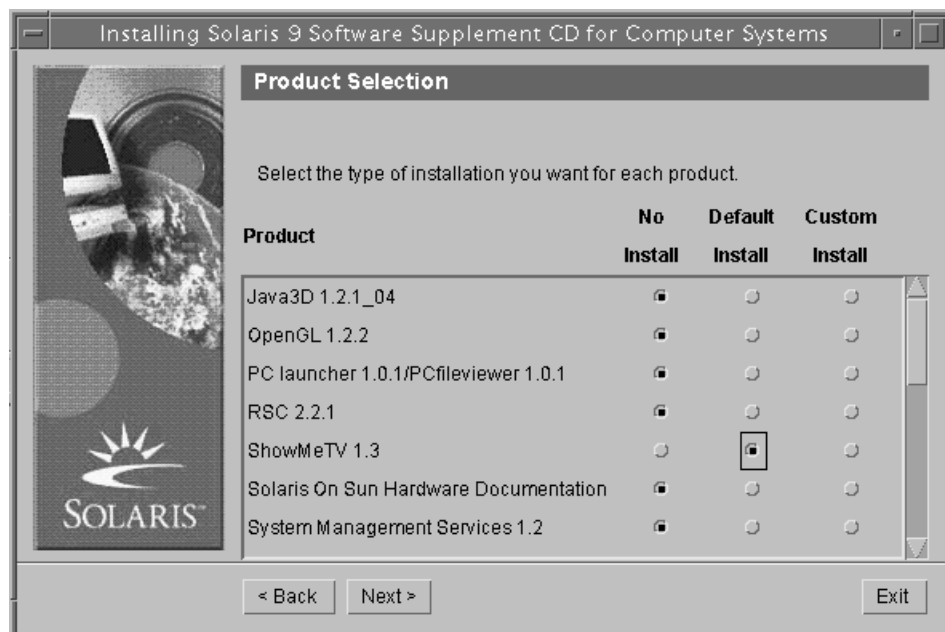 Installing Solaris 9 Software Supplement CD for Computer Systems
Product Selection
Select the type of installation you want for each product.
Product
No Install
Default Install
Custom Install
Java3D 1.2.1_04
OpenGL 1.2.2
PC launcher 1.0.1/PCfileviewer 1.0.1
RSC 2.2.1
ShowMeTV 1.3
Solaris On Sun Hardware Documentation
System Management Services 1.2
SOLARIS™
< Back
Next >
Exit